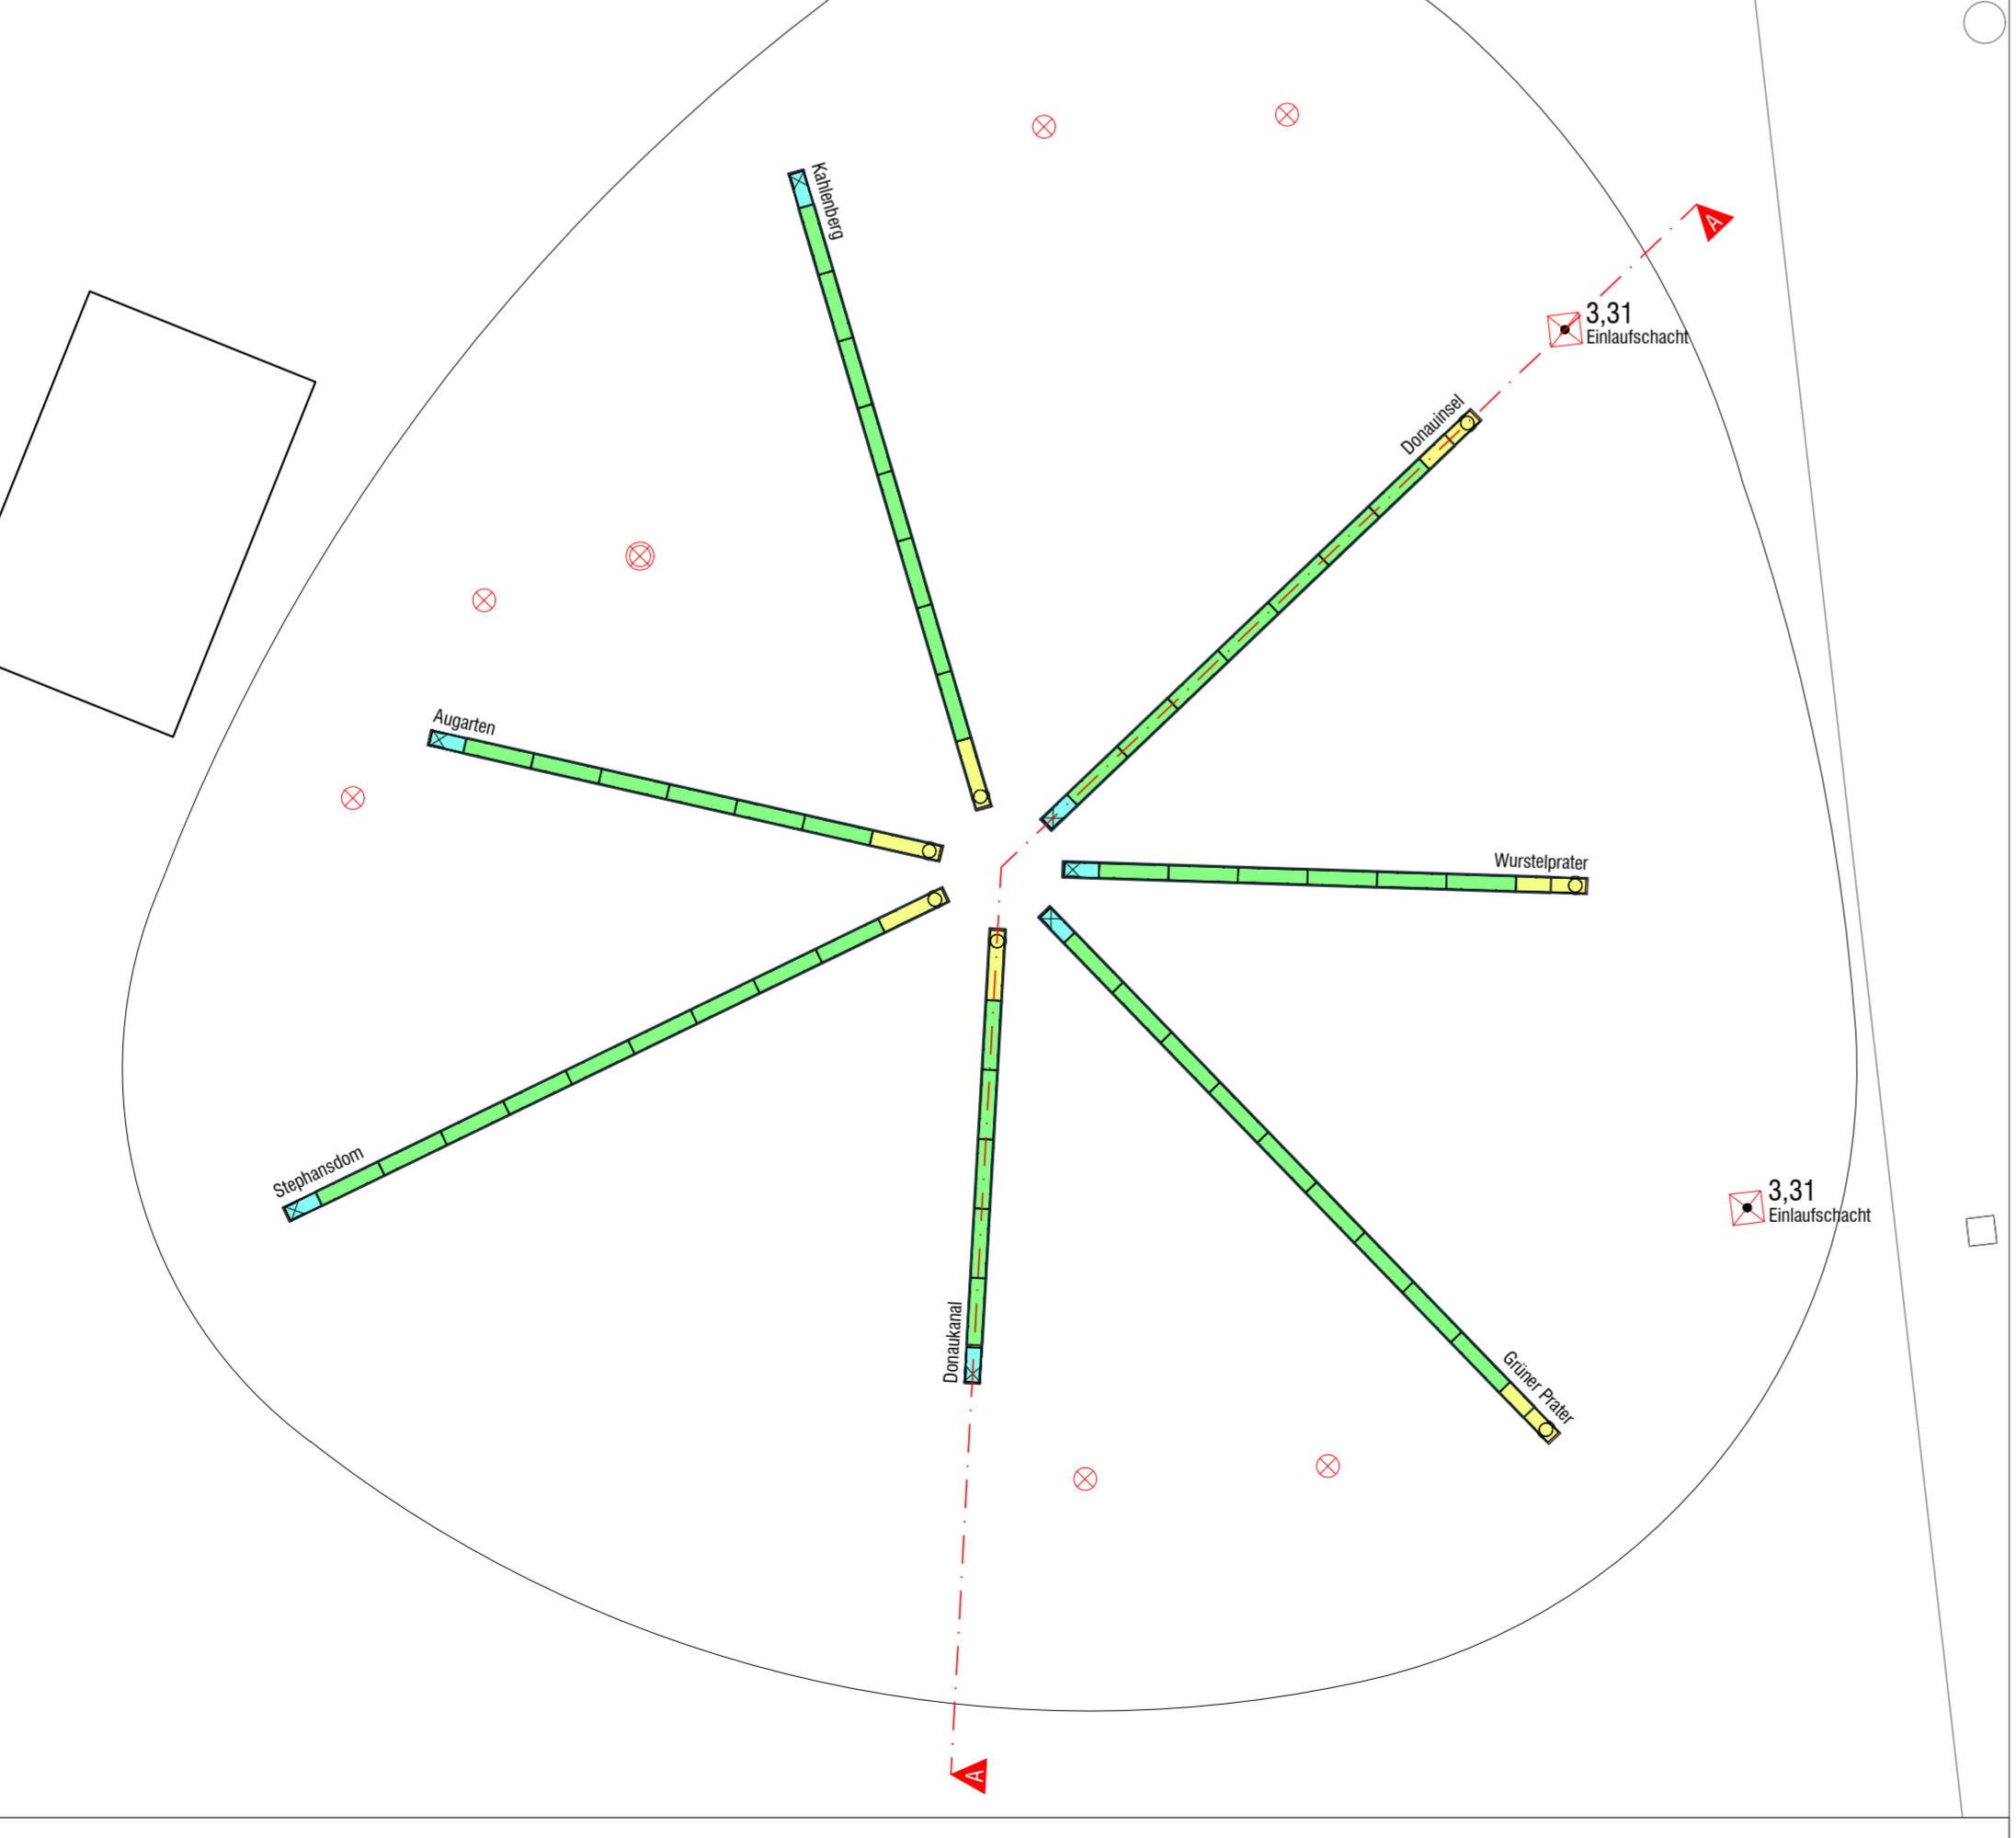 Kahlenberg
A
3,31
Einlaufschacht
Donauinsel
Augarten
Wurstelprater
Stephansdom
3,31
Einlaufschacht
Donaukanal
Grüner Prater
A